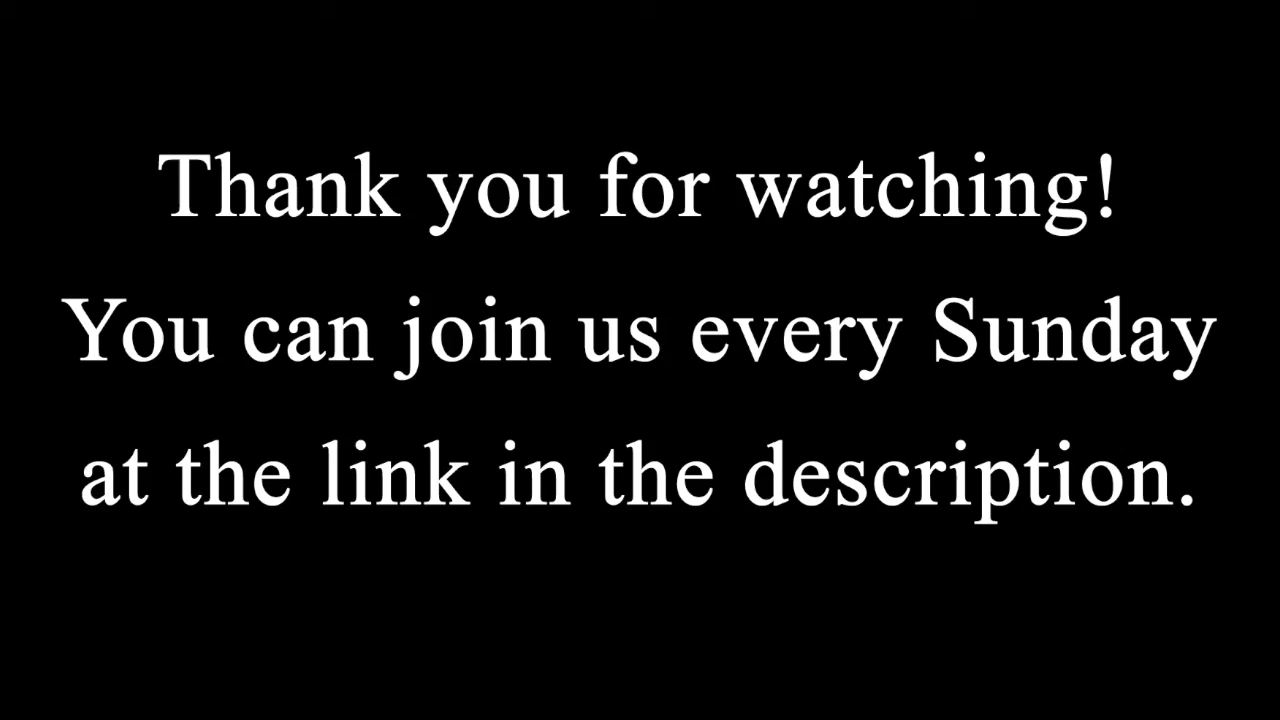 Thank you for watching!
You can join us every Sunday
at the link in the description.